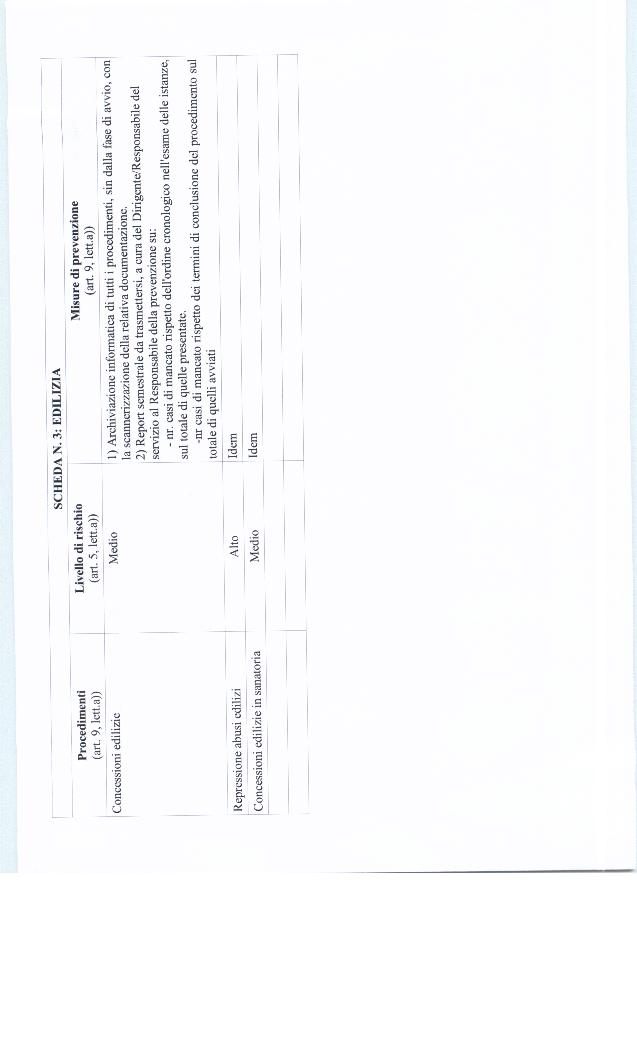 SCHEDA N. 3: EDILIZIA
Procedimenti
(art. 9, lett.a))
Livello di rischio
(art. 5, lett.a))
Misure di prevenzione
(art. 9, lett.a))
Concessioni edilizie
Medio
1) Archiviazione informatica di tutti i procedimenti, sin dalla fase di avvio, con
la scannerizzazione della relativa documentazione.
2) Report semestrale da trasmettersi, a cura del Dirigente/Responsabile del
servizio al Responsabile della prevenzione su:
- nr. casi di mancato rispetto dell'ordine cronologico nell'esame delle istanze,
sul totale di quelle presentate.
-nr casi di mancato rispetto dei termini di conclusione del procedimento sul
totale di quelli avviati
Repressione abusi edilizi
Alto
Idem
Concessioni edilizie in sanatoria
Medio
Idem